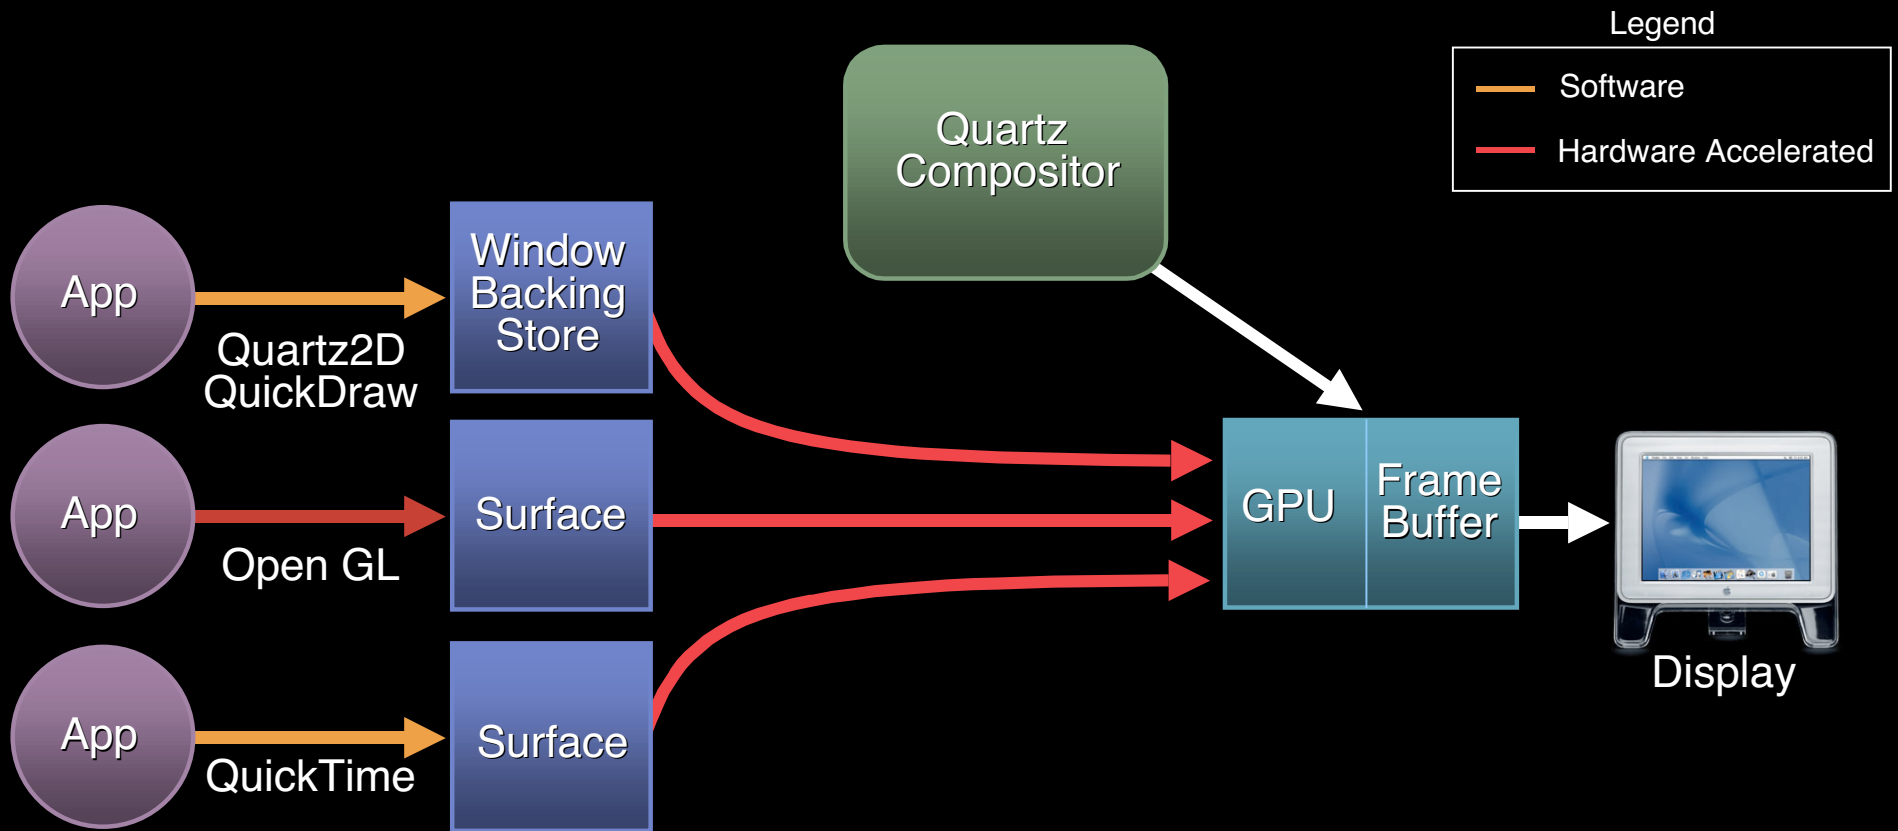 Legend
Software
Hardware Accelerated
Quartz
Compositor
App
Quartz2D
QuickDraw
Window
Backing
Store
App
Open GL
Surface
App
QuickTime
Surface
GPU
Frame
Buffer
Display